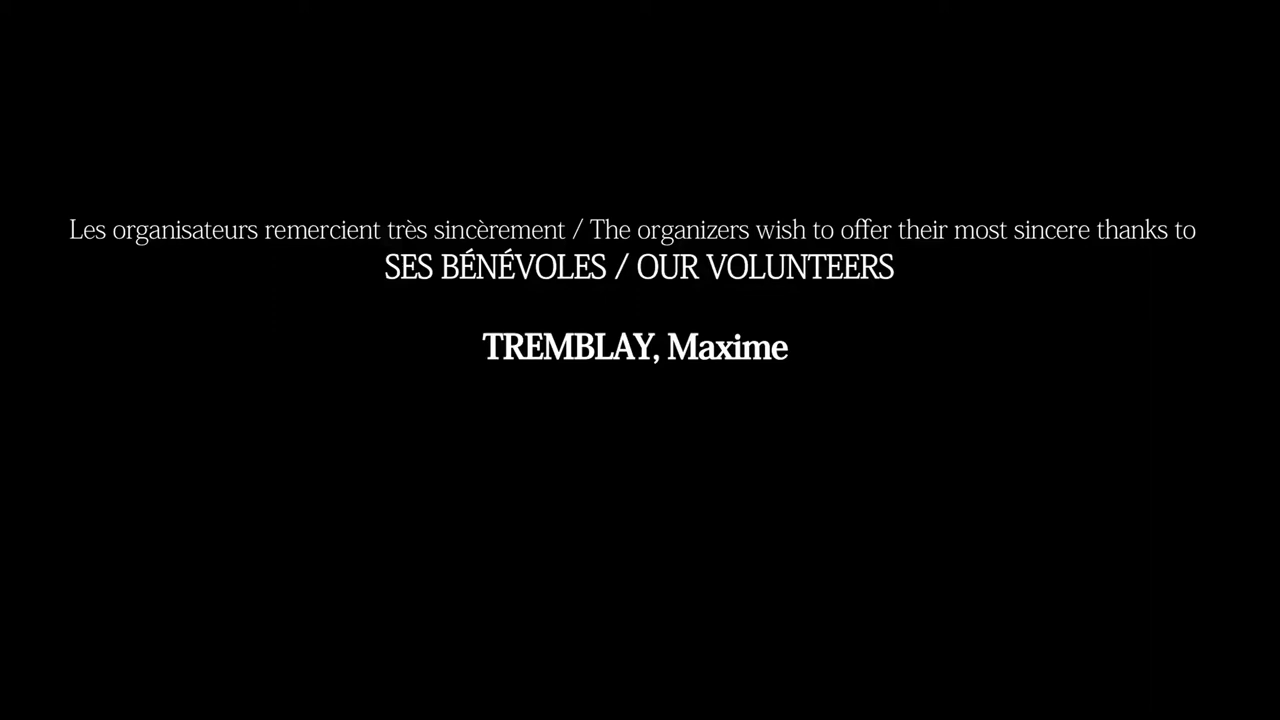 Les organisateurs remercient très sincèrement / The organizers wish to offer their most sincere thanks to
SES BÉNÉVOLES / OUR VOLUNTEERS
TREMBLAY, Maxime